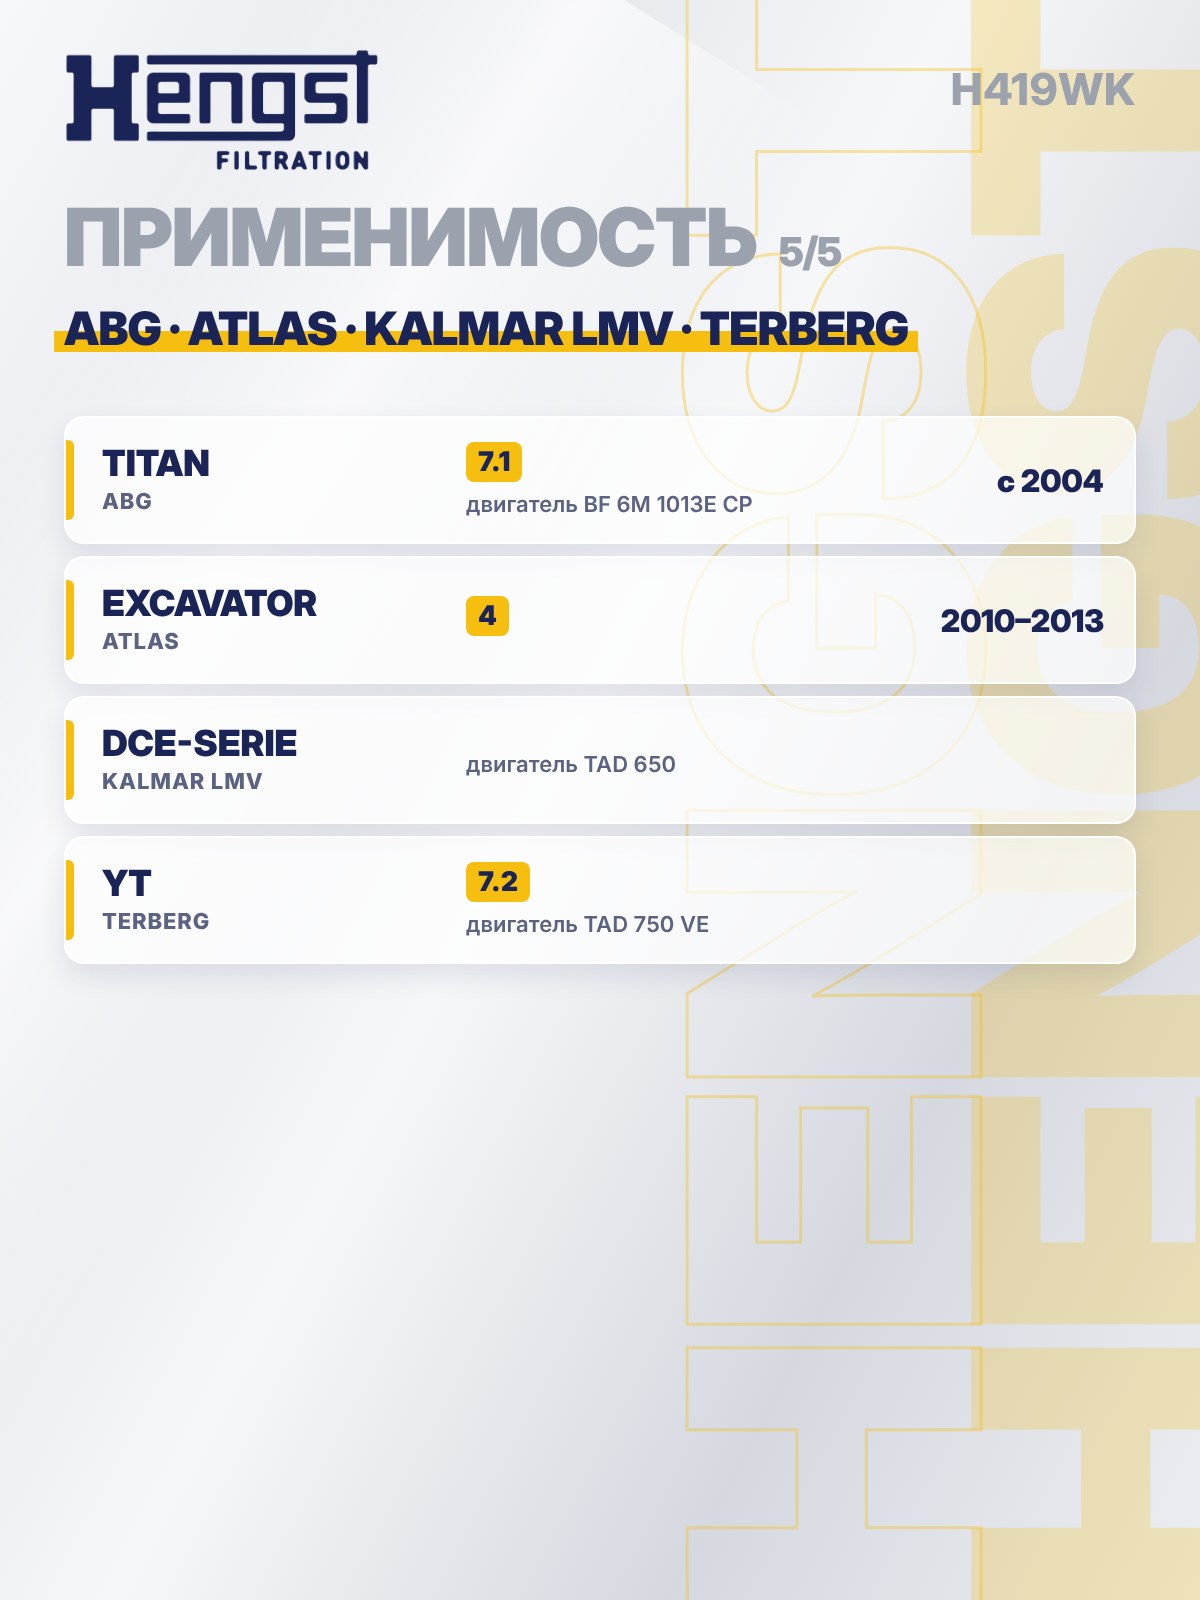 Hengst
FILTRATION
H419WK
ПРИМЕНИМОСТЬ 5/5
ABG · ATLAS · KALMAR LMV · TERBERG
TITAN
ABG
7.1
двигатель BF 6M 1013E CP
с 2004
EXCAVATOR
ATLAS
4
2010–2013
DCE-SERIE
KALMAR LMV
двигатель TAD 650
YT
TERBERG
7.2
двигатель TAD 750 VE
HENGST
HENGST